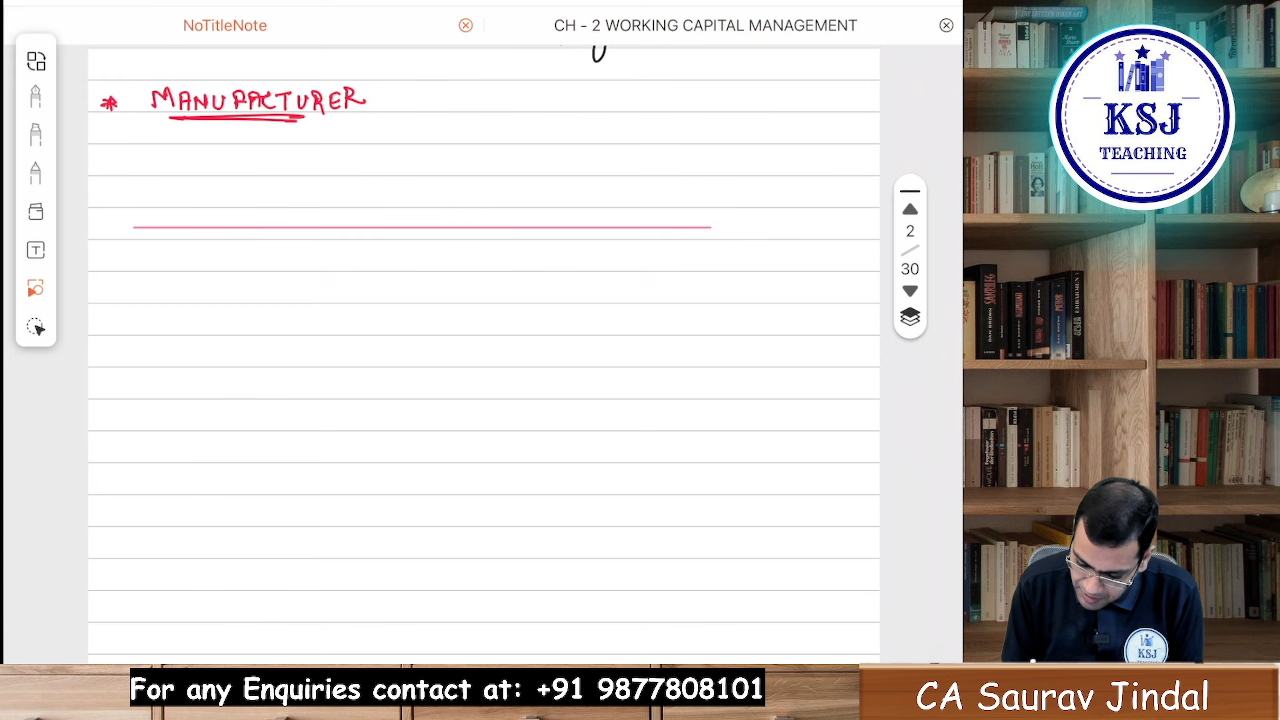 NoTitleNote
CH - 2 WORKING CAPITAL MANAGEMENT
* MANUFACTURER
2
30
T
KSJ
TEACHING
KSJ
For any Enquiries contact at: +91 9877808101
CA Saurav Jindal